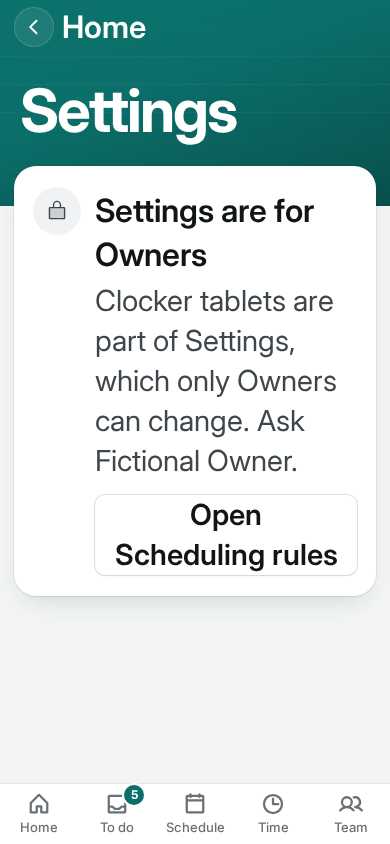 Home
Settings
Settings are for
Owners
Clocker tablets are
part of Settings,
which only Owners
can change. Ask
Fictional Owner.
Open
Scheduling rules
5
Home
To do
Schedule
Time
Team